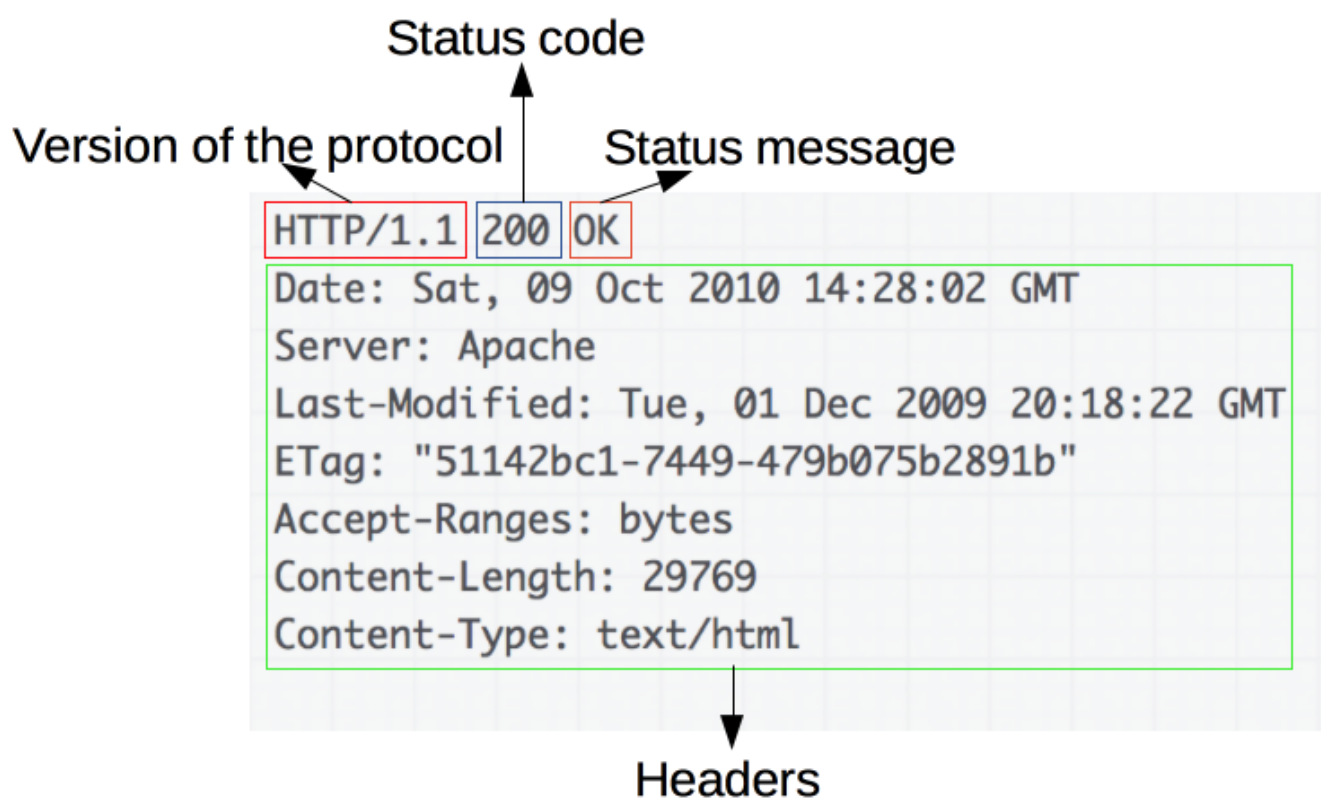 Status code
Version of the protocol
Status message
HTTP/1.1 200 OK
Date: Sat, 09 Oct 2010 14:28:02 GMT
Server: Apache
Last-Modified: Tue, 01 Dec 2009 20:18:22 GMT
ETag: "51142bc1-7449-479b075b2891b"
Accept-Ranges: bytes
Content-Length: 29769
Content-Type: text/html
Headers